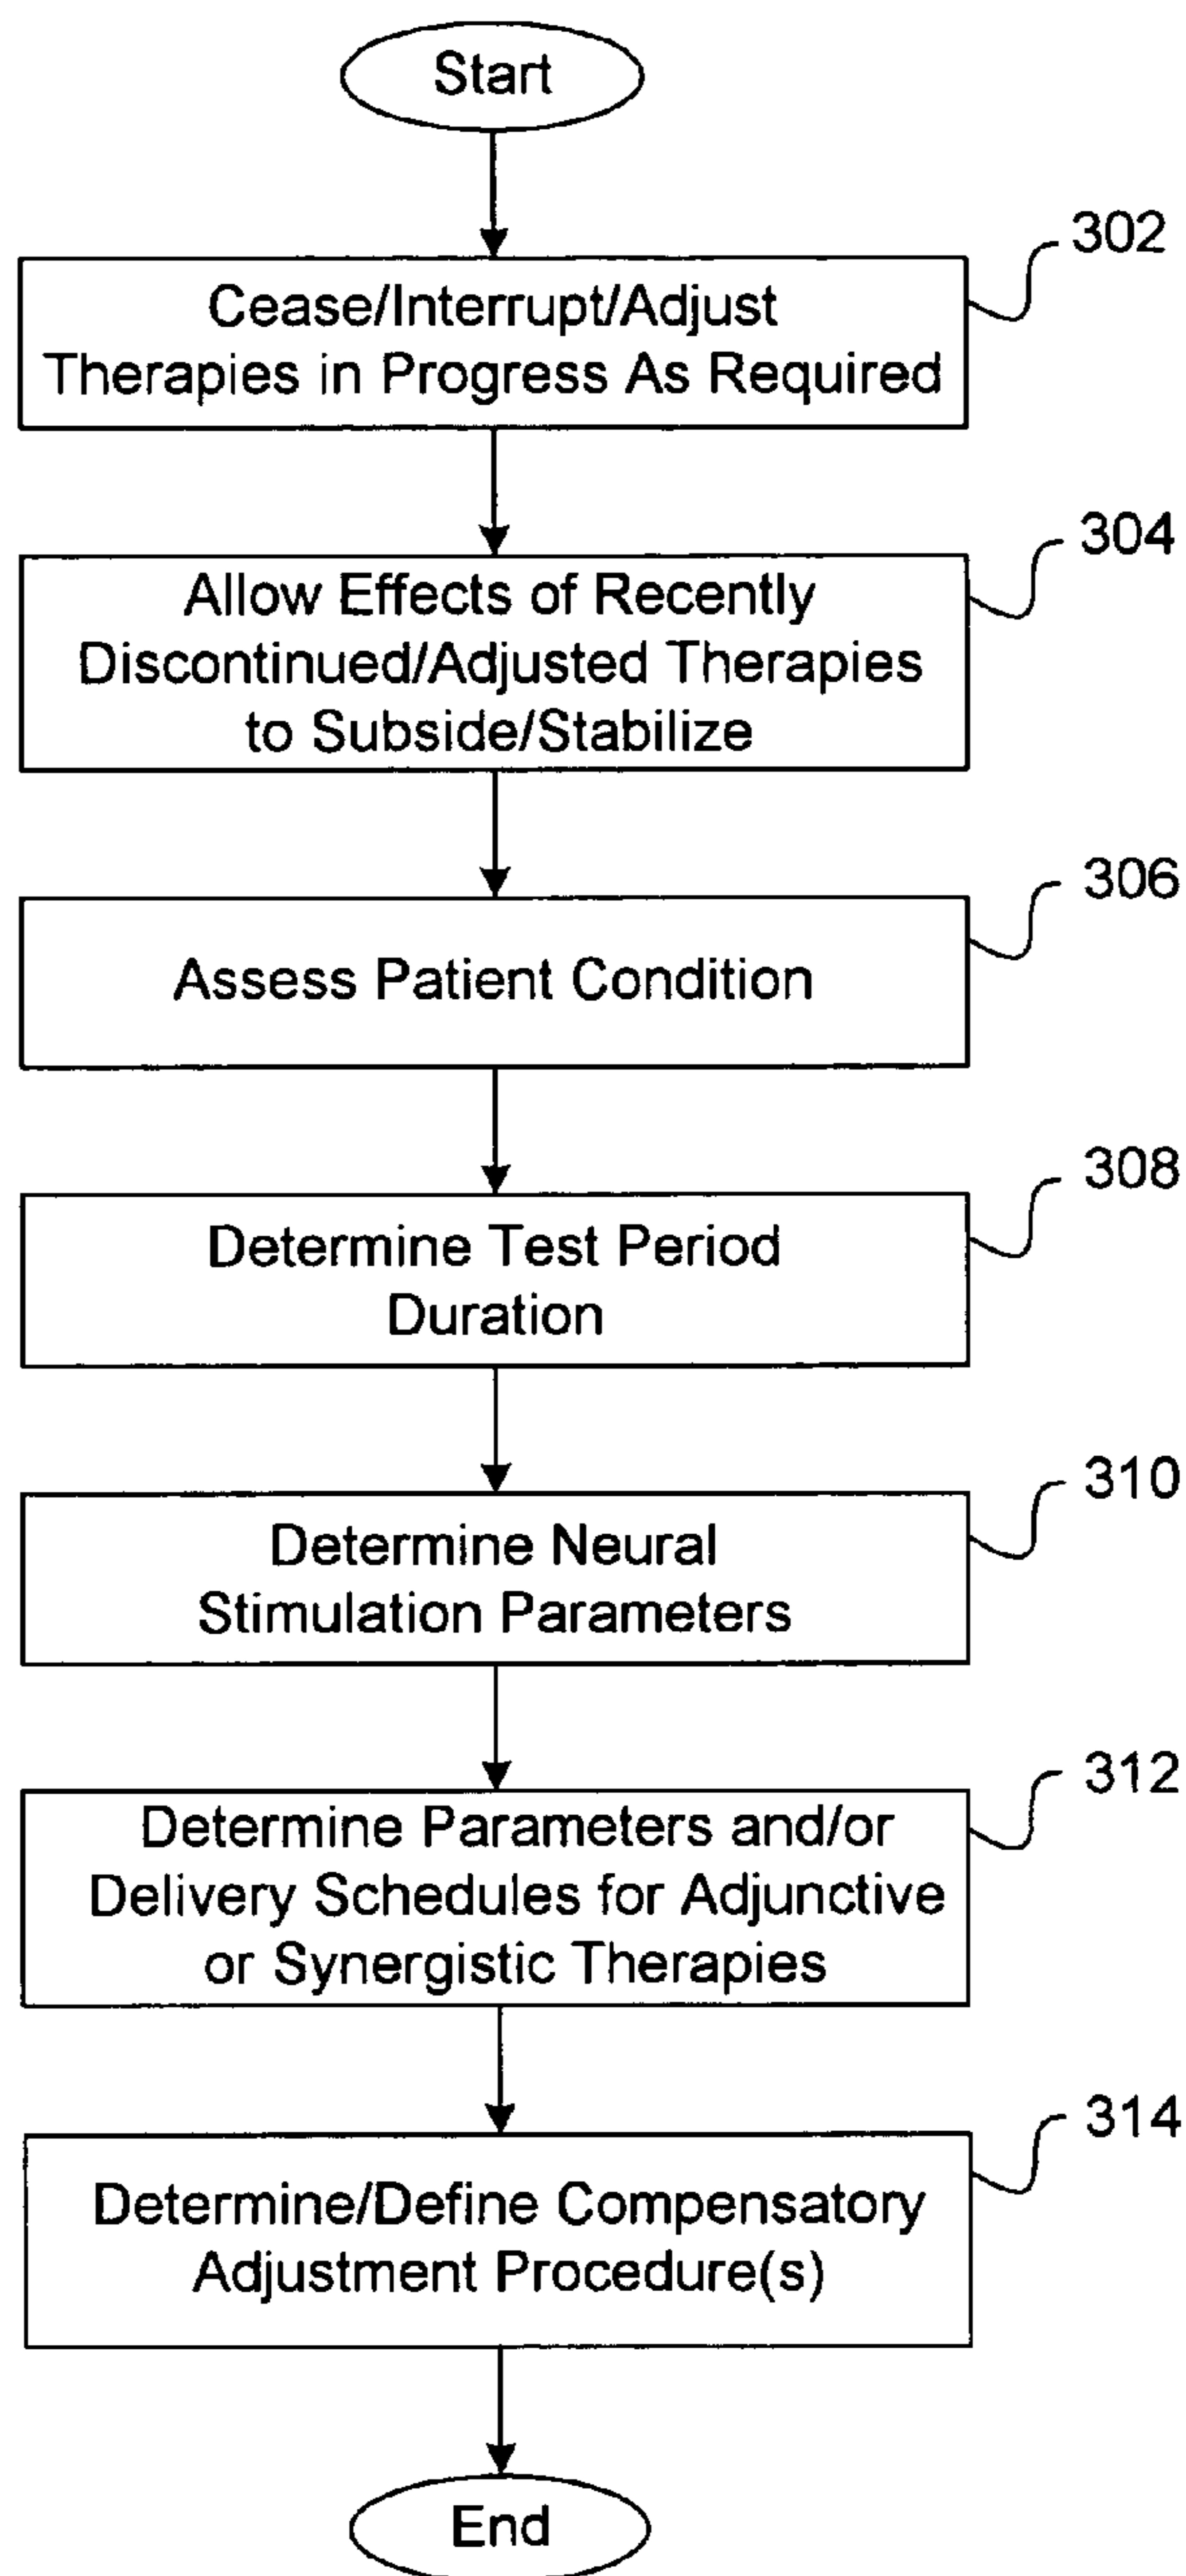 Start
302
Cease/Interrupt/Adjust
Therapies in Progress As Required
304
Allow Effects of Recently
Discontinued/Adjusted Therapies
to Subside/Stabilize
306
Assess Patient Condition
308
Determine Test Period
Duration
310
Determine Neural
Stimulation Parameters
312
Determine Parameters and/or
Delivery Schedules for Adjunctive
or Synergistic Therapies
314
Determine/Define Compensatory
Adjustment Procedure(s)
End